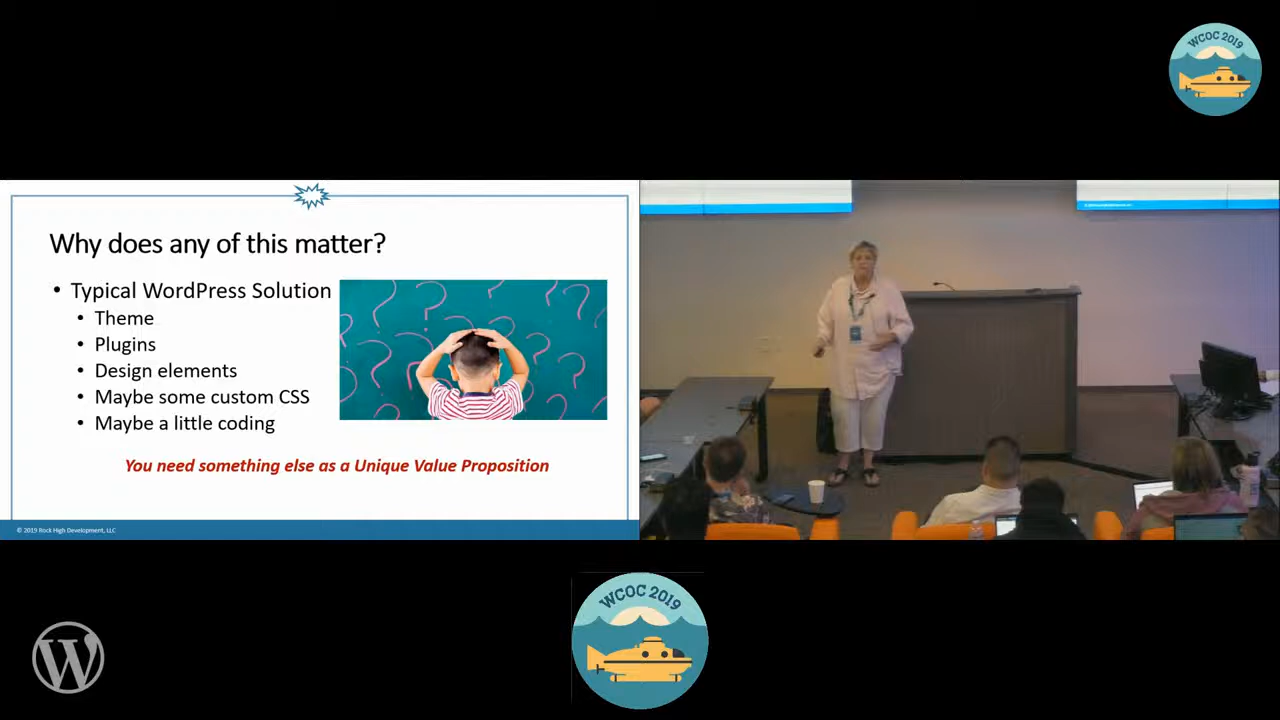 WCOC 2019
Why does any of this matter?
• Typical WordPress Solution
• Theme
• Plugins
• Design elements
• Maybe some custom CSS
• Maybe a little coding
You need something else as a Unique Value Proposition
© 2019 Rock High Development, LLC
WCOC 2019